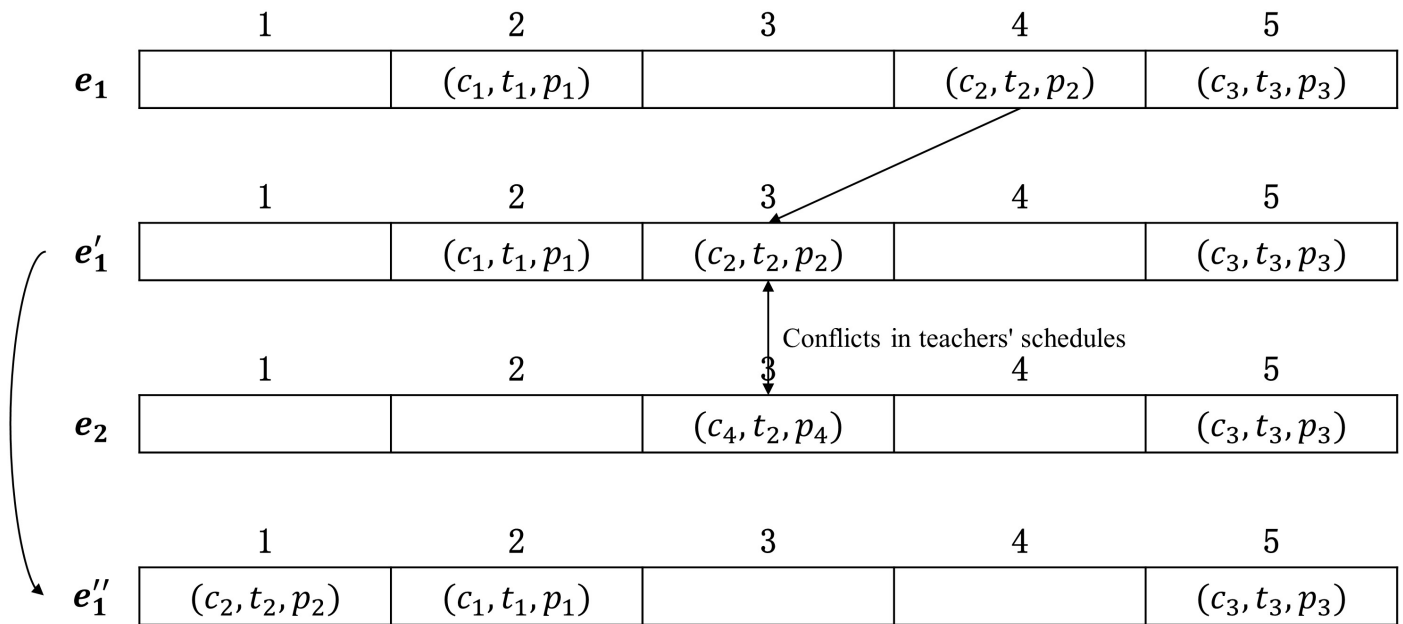 1 2 3 4 5
e₁ (c₁, t₁, p₁) (c₂, t₂, p₂) (c₃, t₃, p₃)
1 2 3 4 5
e₁′ (c₁, t₁, p₁) (c₂, t₂, p₂) (c₃, t₃, p₃)
Conflicts in teachers' schedules
1 2 3 4 5
e₂ (c₄, t₂, p₄) (c₃, t₃, p₃)
1 2 3 4 5
e₁″ (c₂, t₂, p₂) (c₁, t₁, p₁) (c₃, t₃, p₃)